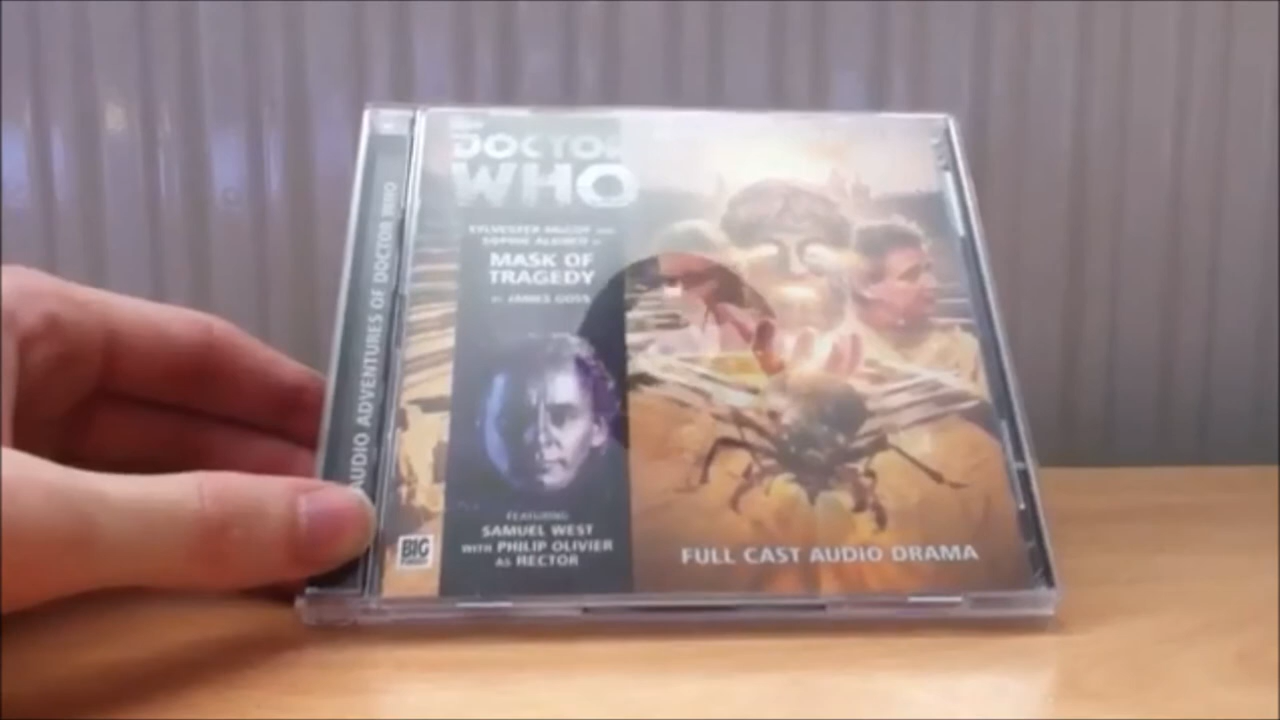 AUDIO ADVENTURES OF DOCTOR WHO
DOCTOR
WHO
SYLVESTER McCOY AND
SOPHIE ALDRED IN
MASK OF
TRAGEDY
BY JAMES GOSS
FEATURING
SAMUEL WEST
WITH PHILIP OLIVIER
AS HECTOR
BIG
FULL CAST AUDIO DRAMA